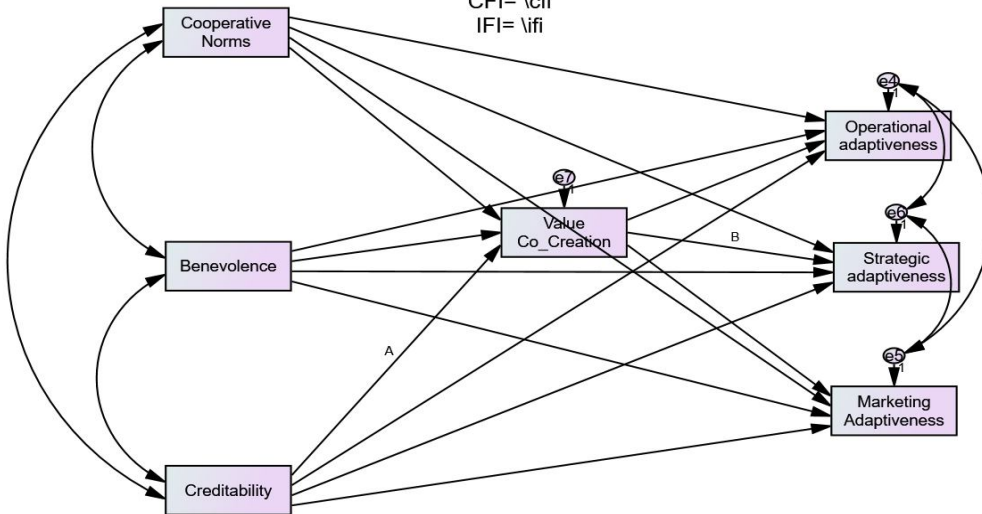 CFI= \cfi
IFI= \ifi
Cooperative
Norms
e4
1
Operational
adaptiveness
e7
1
Value
Co_Creation
B
e6
1
Benevolence
Strategic
adaptiveness
A
e5
1
Marketing
Adaptiveness
Creditability